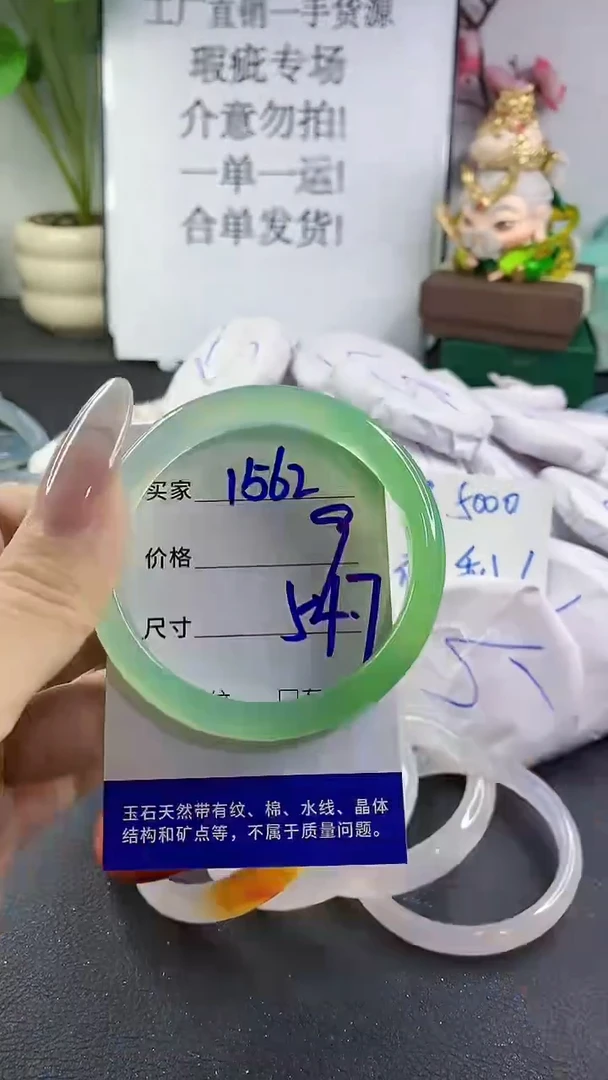 工厂直销一手货源
瑕疵专场
介意勿拍!
一单一运!
合单发货!
买家 1562
价格
尺寸 54.7
5000
玉石天然带有纹、棉、水线、晶体
结构和矿点等，不属于质量问题。